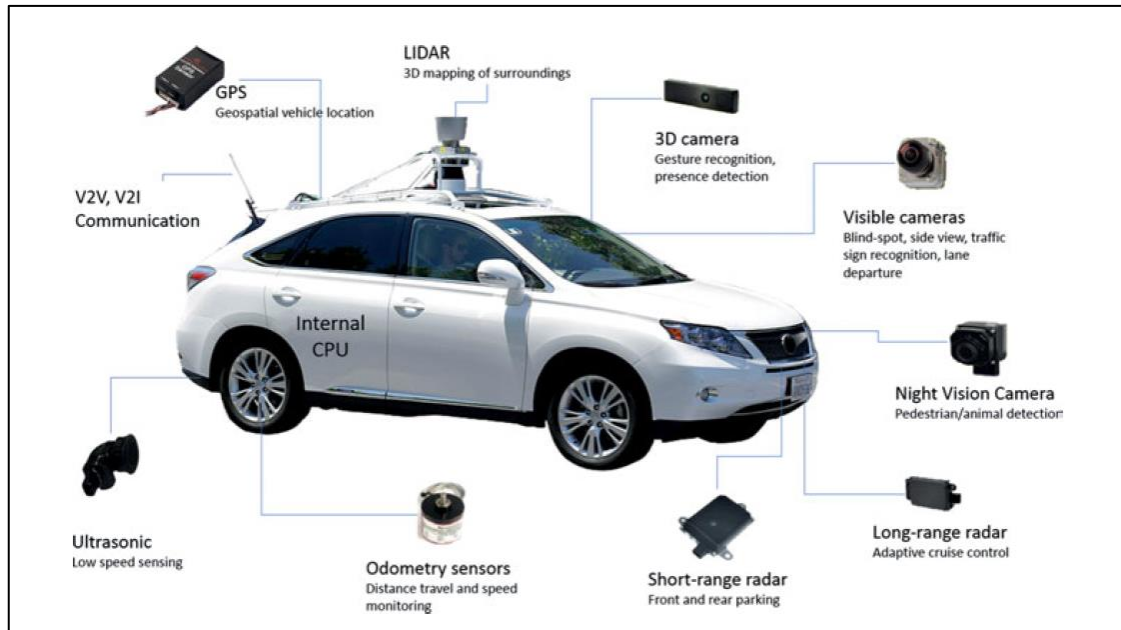 LIDAR
3D mapping of surroundings
GPS
Geospatial vehicle location
3D camera
Gesture recognition,
presence detection
V2V, V2I
Communication
Visible cameras
Blind-spot, side view, traffic
sign recognition, lane
departure
Internal
CPU
Night Vision Camera
Pedestrian/animal detection
Ultrasonic
Low speed sensing
Odometry sensors
Distance travel and speed
monitoring
Short-range radar
Front and rear parking
Long-range radar
Adaptive cruise control